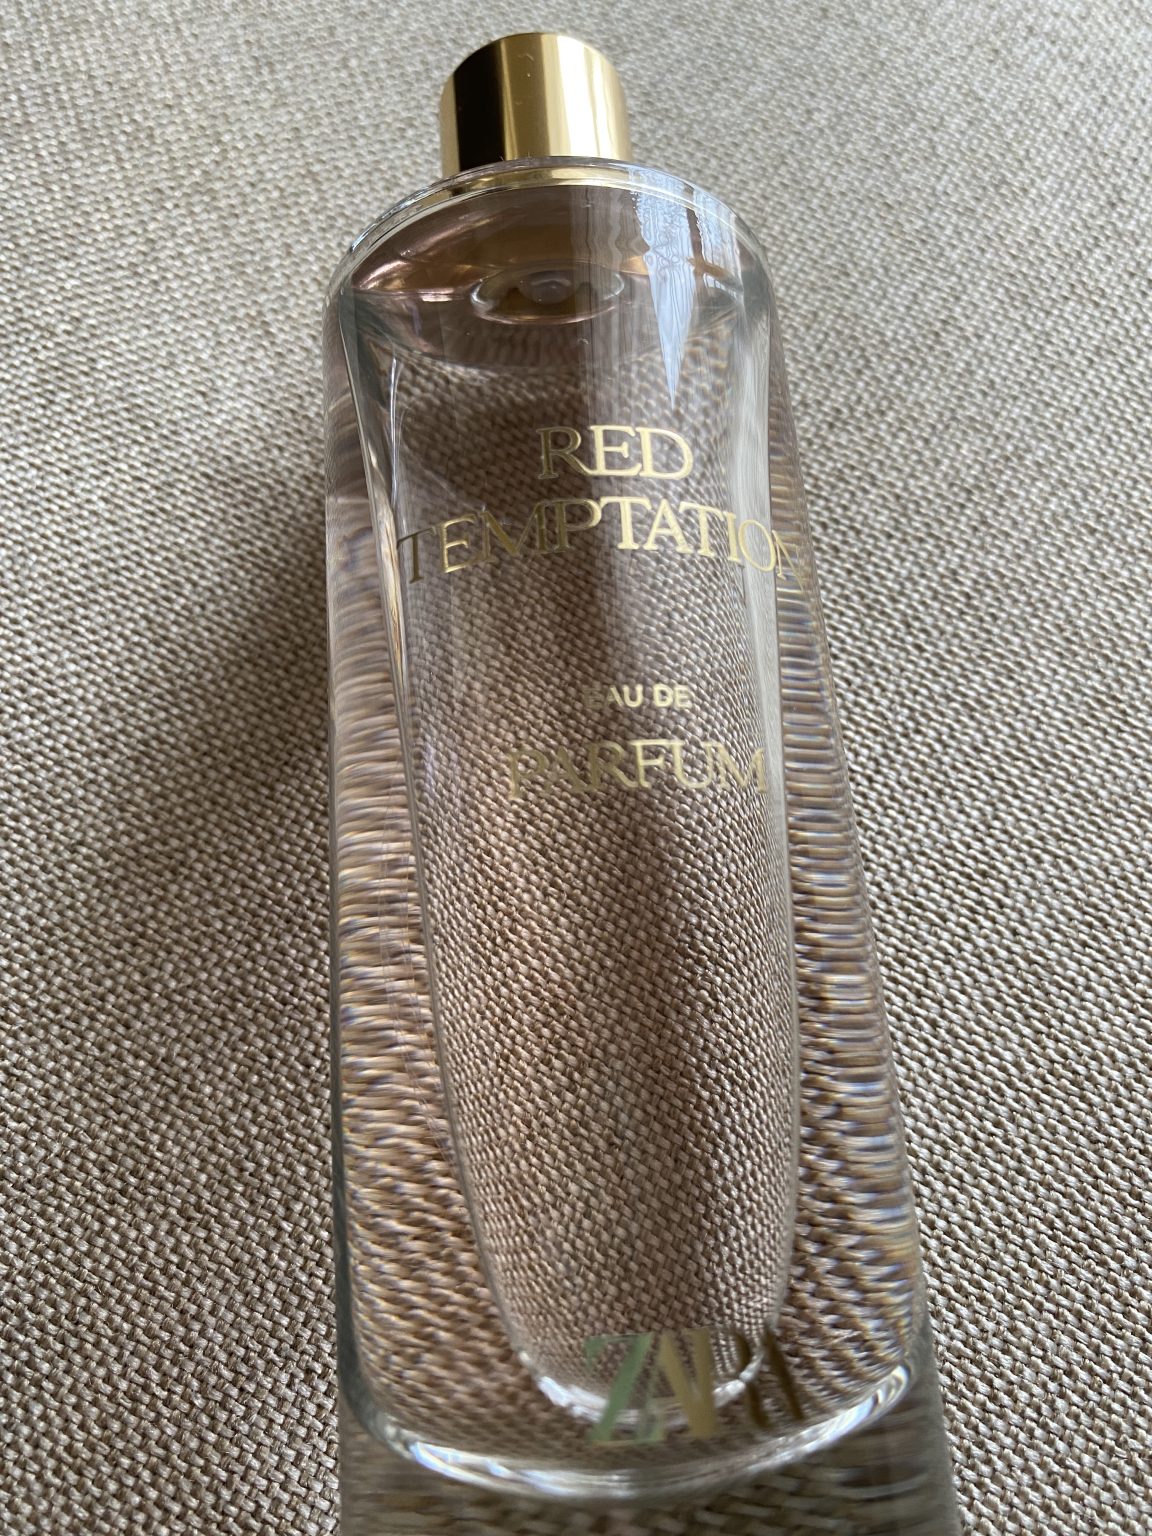 RED
TEMPTATION
EAU DE
PARFUM
ZARA